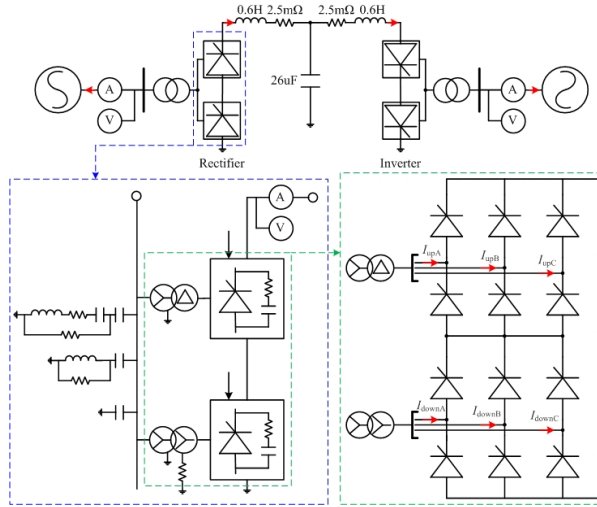 0.6H 2.5mΩ 2.5mΩ 0.6H
26uF
A
V
A
V
Rectifier
Inverter
A
V
IupA
IupB
IupC
IdownA
IdownB
IdownC